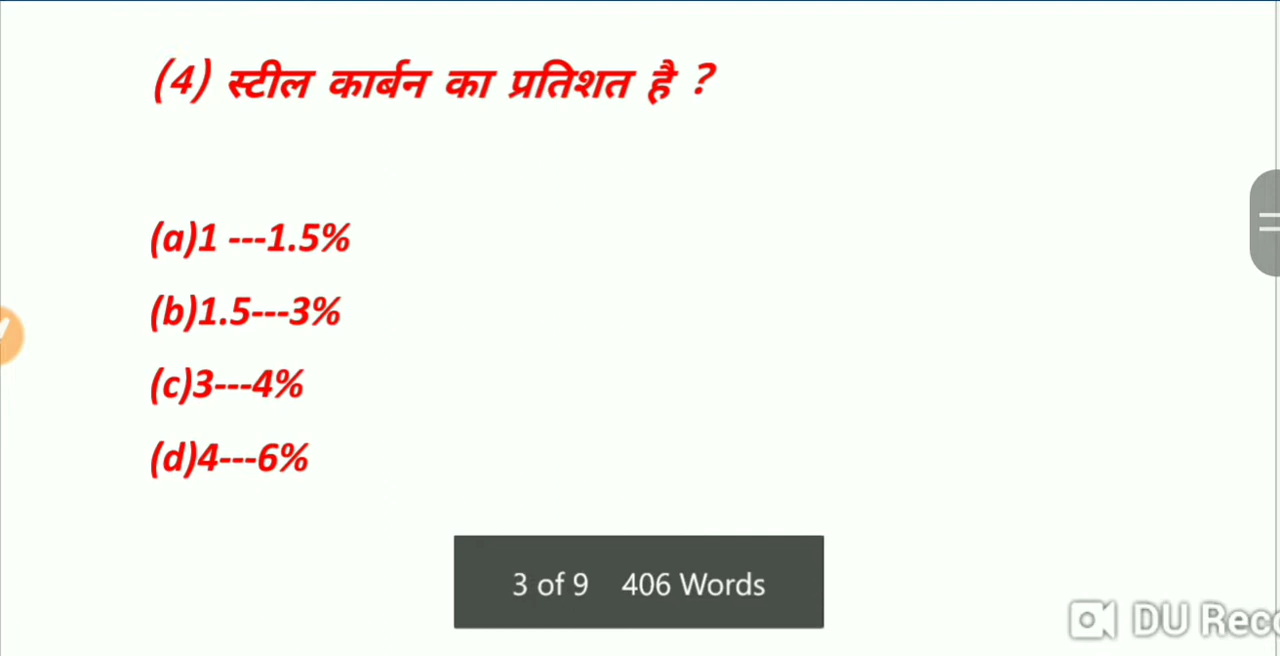 (4) स्टील कार्बन का प्रतिशत है ?
(a)1 ---1.5%
(b)1.5---3%
(c)3---4%
(d)4---6%
3 of 9 406 Words
DU Rec